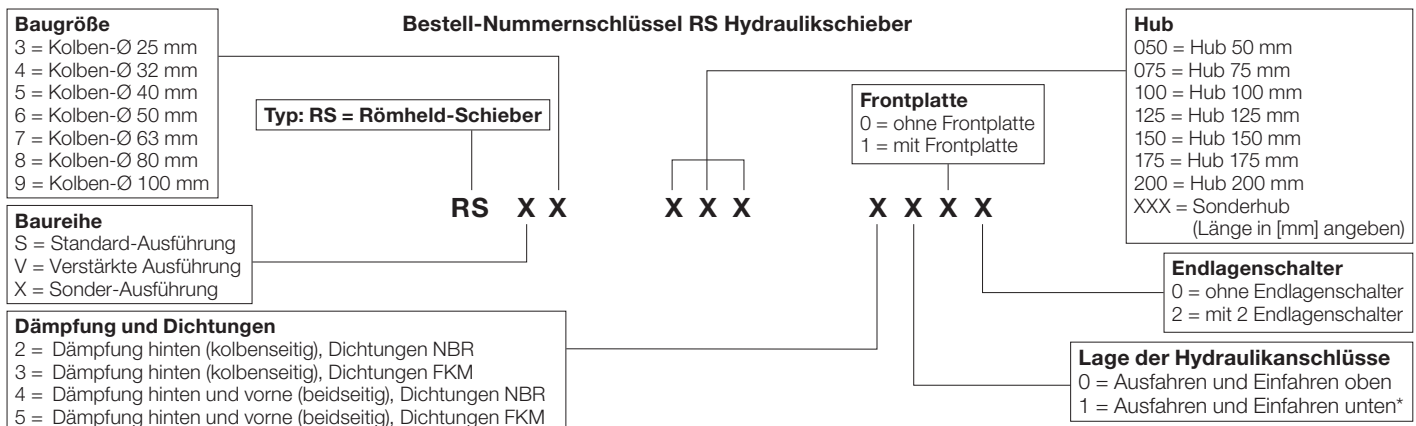 Bestell-Nummernschlüssel RS Hydraulikschieber
Baugröße
3 = Kolben-Ø 25 mm
4 = Kolben-Ø 32 mm
5 = Kolben-Ø 40 mm
6 = Kolben-Ø 50 mm
7 = Kolben-Ø 63 mm
8 = Kolben-Ø 80 mm
9 = Kolben-Ø 100 mm
Typ: RS = Römheld-Schieber
Frontplatte
0 = ohne Frontplatte
1 = mit Frontplatte
Hub
050 = Hub 50 mm
075 = Hub 75 mm
100 = Hub 100 mm
125 = Hub 125 mm
150 = Hub 150 mm
175 = Hub 175 mm
200 = Hub 200 mm
XXX = Sonderhub
(Länge in [mm] angeben)
RS X X X X X X X X X
Baureihe
S = Standard-Ausführung
V = Verstärkte Ausführung
X = Sonder-Ausführung
Endlagenschalter
0 = ohne Endlagenschalter
2 = mit 2 Endlagenschalter
Dämpfung und Dichtungen
2 = Dämpfung hinten (kolbenseitig), Dichtungen NBR
3 = Dämpfung hinten (kolbenseitig), Dichtungen FKM
4 = Dämpfung hinten und vorne (beidseitig), Dichtungen NBR
5 = Dämpfung hinten und vorne (beidseitig), Dichtungen FKM
Lage der Hydraulikanschlüsse
0 = Ausfahren und Einfahren oben
1 = Ausfahren und Einfahren unten*